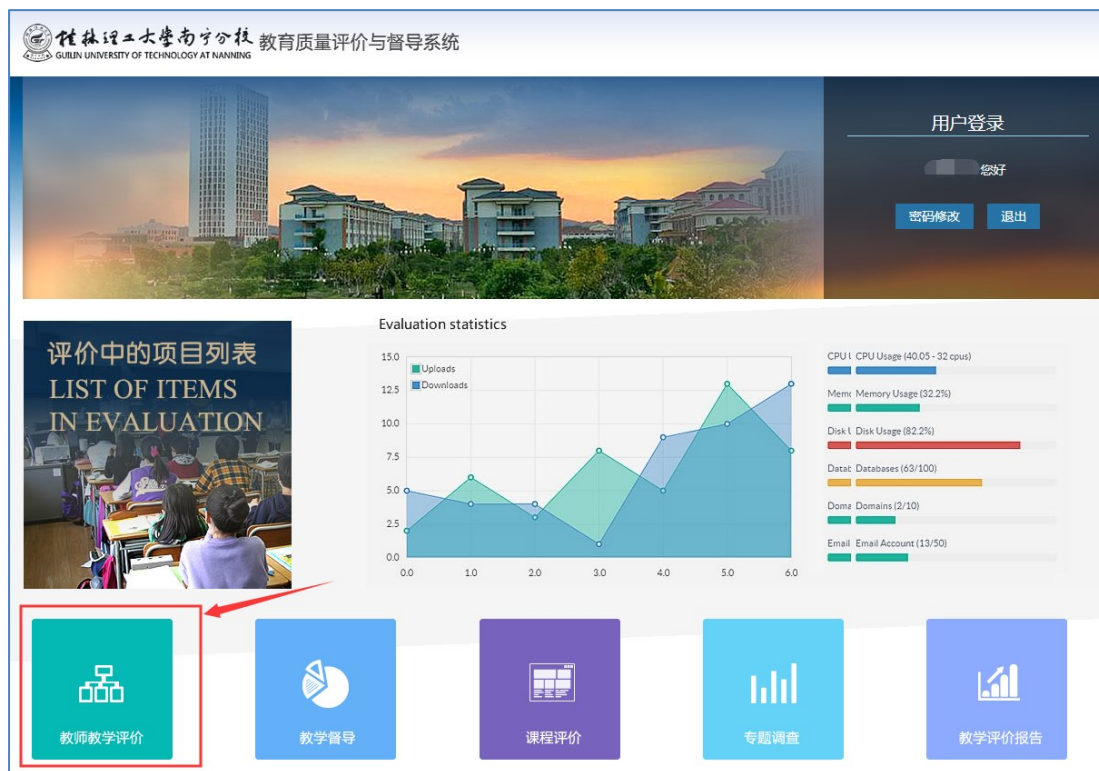 桂林理工大学南宁分校 教育质量评价与督导系统
GUILIN UNIVERSITY OF TECHNOLOGY AT NANNING
用户登录
您好
密码修改 退出
评价中的项目列表
LIST OF ITEMS
IN EVALUATION
Evaluation statistics
Uploads
Downloads
15.0
12.5
10.0
7.5
5.0
2.5
0.0
0.0 1.0 2.0 3.0 4.0 5.0 6.0
CPU U CPU Usage (40.05 - 32 cpus)
Memo Memory Usage (32.2%)
Disk U Disk Usage (82.2%)
Datab Databases (63/100)
Doma Domains (2/10)
Email Email Account (13/50)
教师教学评价 教学督导 课程评价 专题调查 教学评价报告